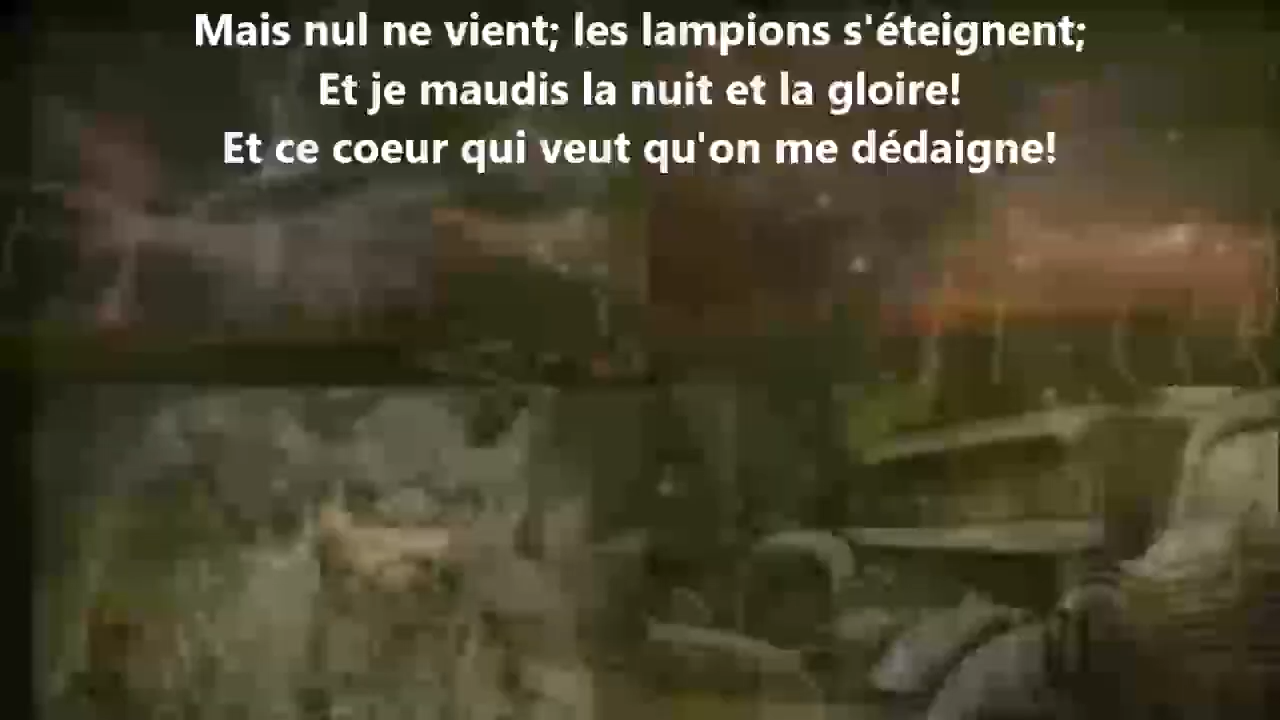 Mais nul ne vient; les lampions s'éteignent;
Et je maudis la nuit et la gloire!
Et ce coeur qui veut qu'on me dédaigne!